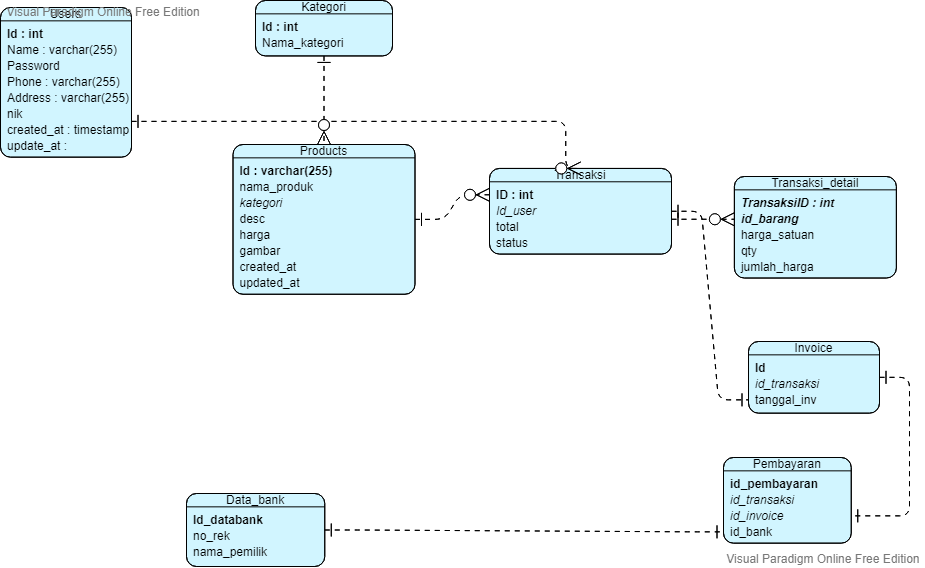 Visual Paradigm Online Free Edition
Users
Id : int
Name : varchar(255)
Password
Phone : varchar(255)
Address : varchar(255)
nik
created_at : timestamp
update_at :
Kategori
Id : int
Nama_kategori
Products
Id : varchar(255)
nama_produk
kategori
desc
harga
gambar
created_at
updated_at
Transaksi
ID : int
Id_user
total
status
Transaksi_detail
TransaksiID : int
id_barang
harga_satuan
qty
jumlah_harga
Invoice
Id
id_transaksi
tanggal_inv
Pembayaran
id_pembayaran
id_transaksi
id_invoice
id_bank
Data_bank
Id_databank
no_rek
nama_pemilik
Visual Paradigm Online Free Edition